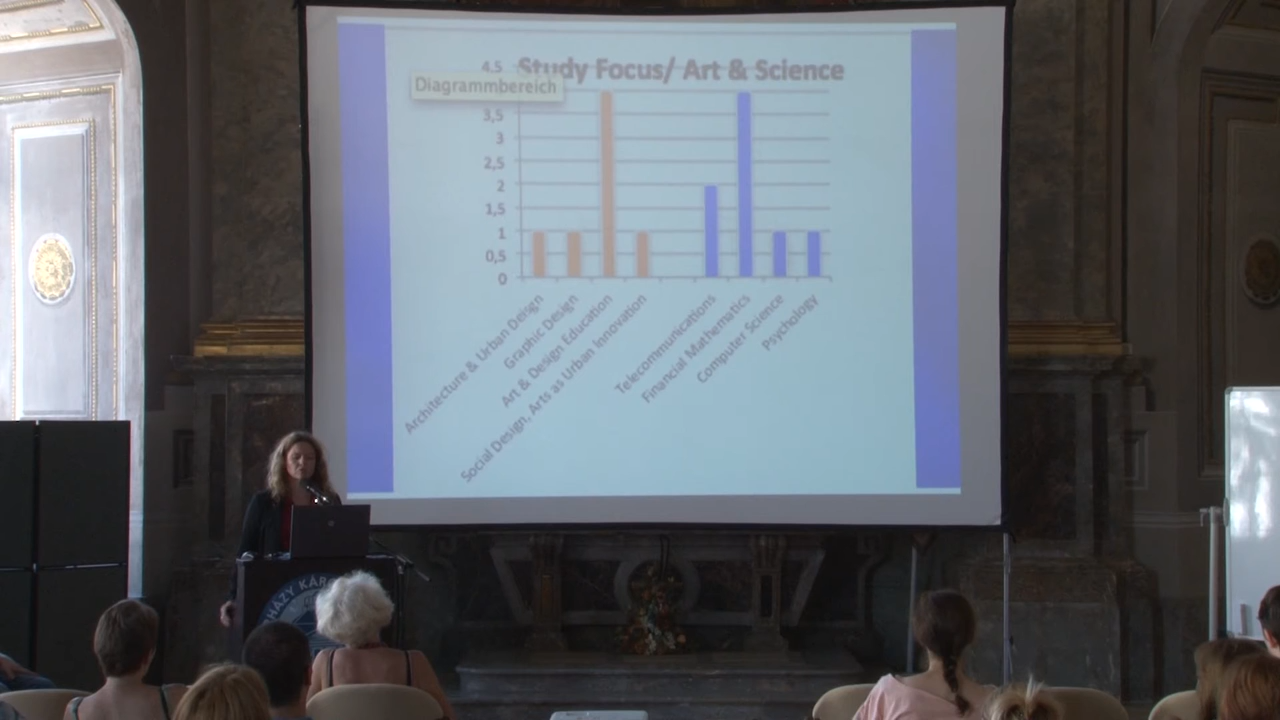 Study Focus/ Art & Science
4.5
Diagrammbereich
3,5
3
2,5
2
1,5
1
0,5
0
Architecture & Urban Design
Graphic Design
Art & Design Education
Social Design, Arts as Urban Innovation
Telecommunications
Financial Mathematics
Computer Science
Psychology